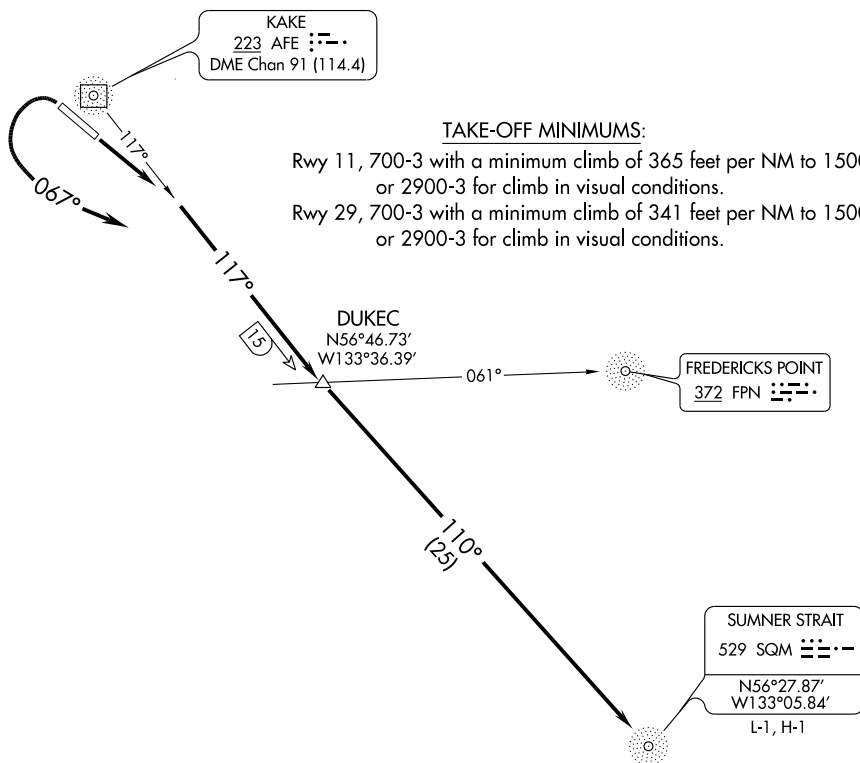 KAKE
223 AFE
DME Chan 91 (114.4)
TAKE-OFF MINIMUMS:
Rwy 11, 700-3 with a minimum climb of 365 feet per NM to 1500
or 2900-3 for climb in visual conditions.
Rwy 29, 700-3 with a minimum climb of 341 feet per NM to 1500
or 2900-3 for climb in visual conditions.
117°
067°
117°
15
DUKEC
N56°46.73'
W133°36.39'
061°
FREDERICKS POINT
372 FPN
110°
(25)
SUMNER STRAIT
529 SQM
N56°27.87'
W133°05.84'
L-1, H-1